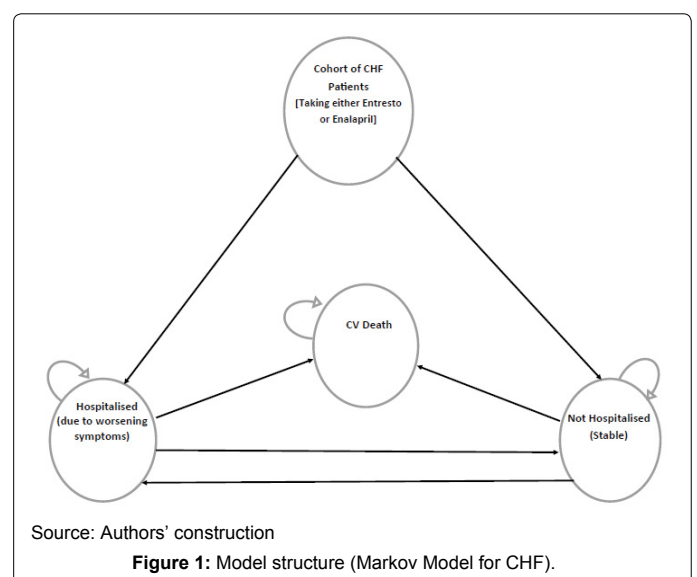 Cohort of CHF
Patients
[Taking either Entresto
or Enalapril]
CV Death
Hospitalised
(due to worsening
symptoms)
Not Hospitalised
(Stable)
Source: Authors' construction
Figure 1: Model structure (Markov Model for CHF).